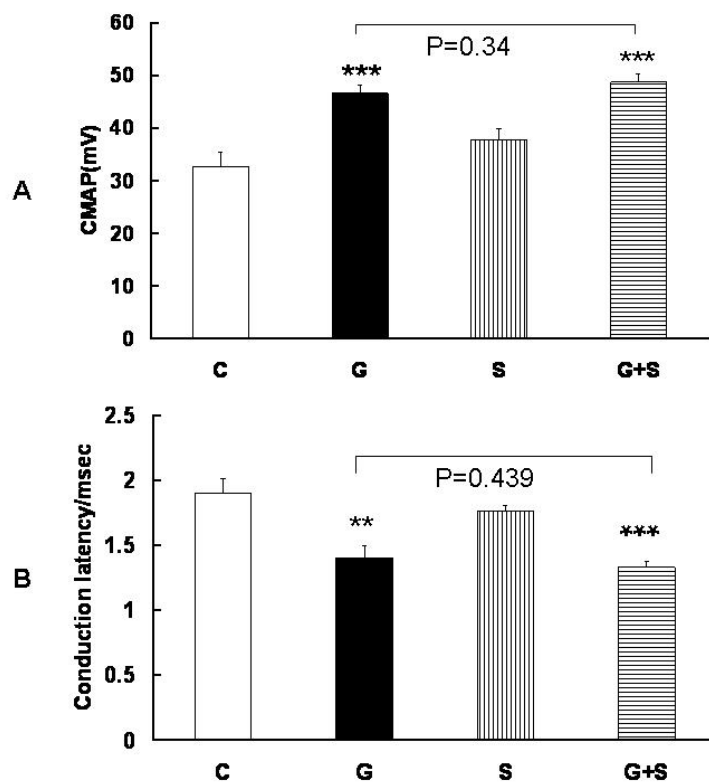 60
50
40
30
20
10
0
CMAP(mV)
A
P=0.34
***
***
C G S G+S
2.5
2
1.5
1
0.5
0
Conduction latency/msec
B
P=0.439
**
***
C G S G+S